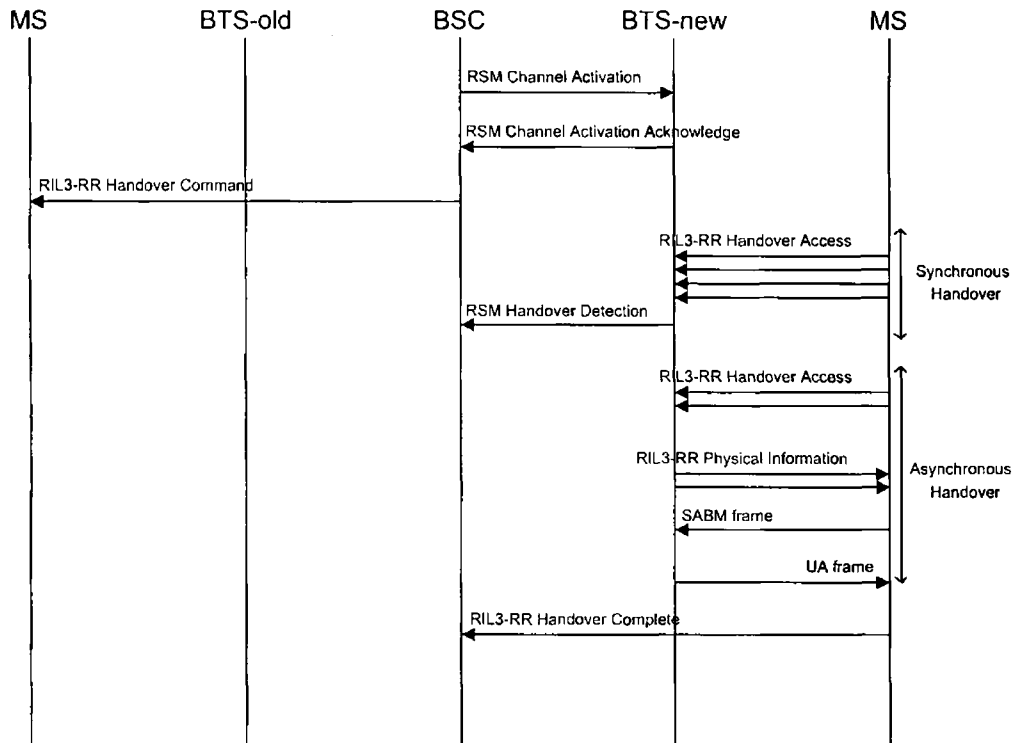 MS BTS-old BSC BTS-new MS
RSM Channel Activation
RSM Channel Activation Acknowledge
RIL3-RR Handover Command
RIL3-RR Handover Access
Synchronous
Handover
RSM Handover Detection
RIL3-RR Handover Access
RIL3-RR Physical Information
Asynchronous
Handover
SABM frame
UA frame
RIL3-RR Handover Complete